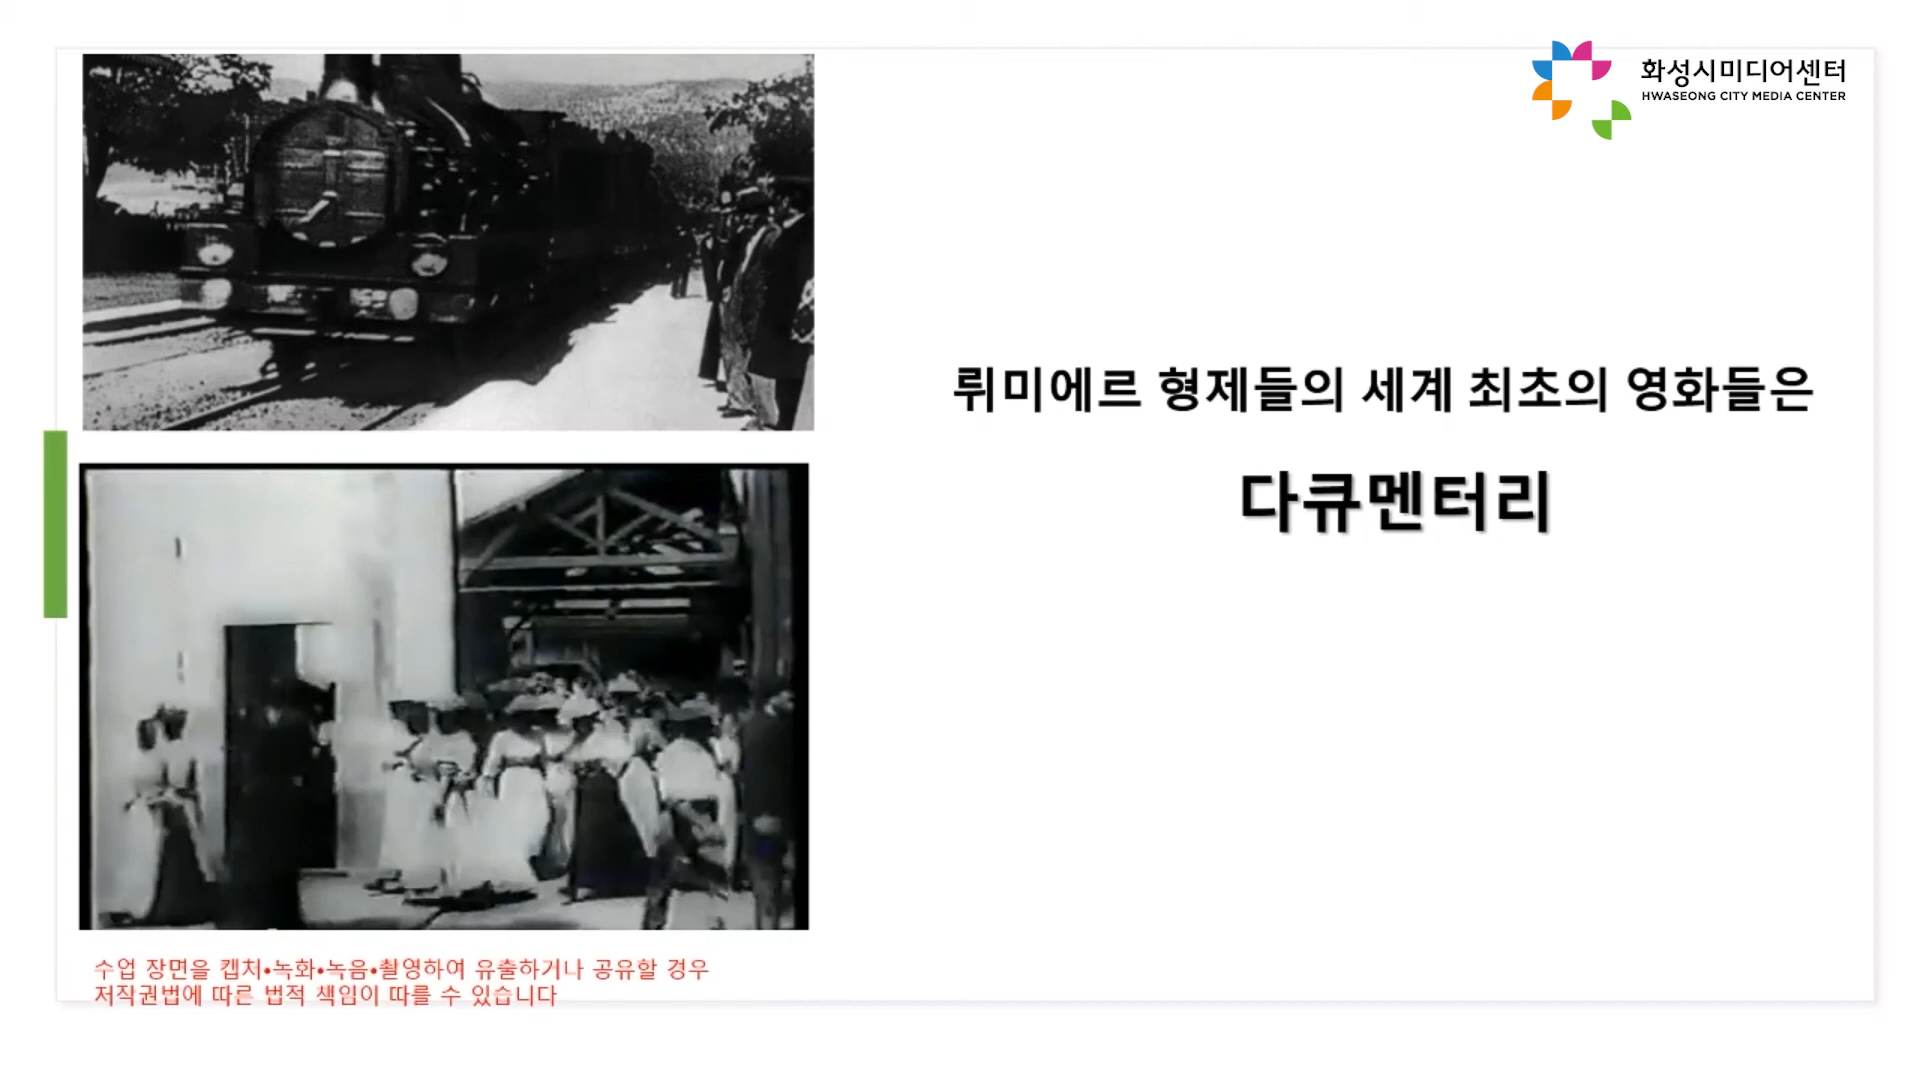 화성시미디어센터
HWASEONG CITY MEDIA CENTER
뤼미에르 형제들의 세계 최초의 영화들은
다큐멘터리
수업 장면을 캡처•녹화•녹음•촬영하여 유출하거나 공유할 경우
저작권법에 따른 법적 책임이 따를 수 있습니다